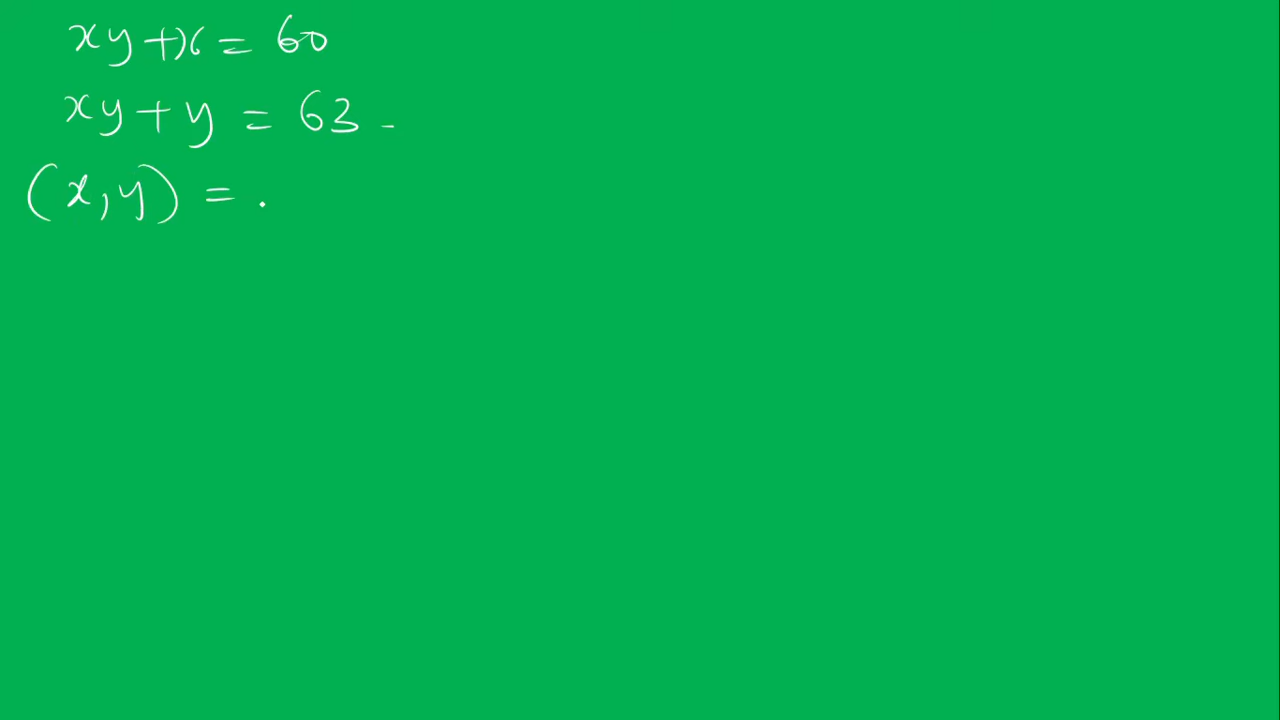 xy+x = 60
xy + y = 63 -
(x,y) = .